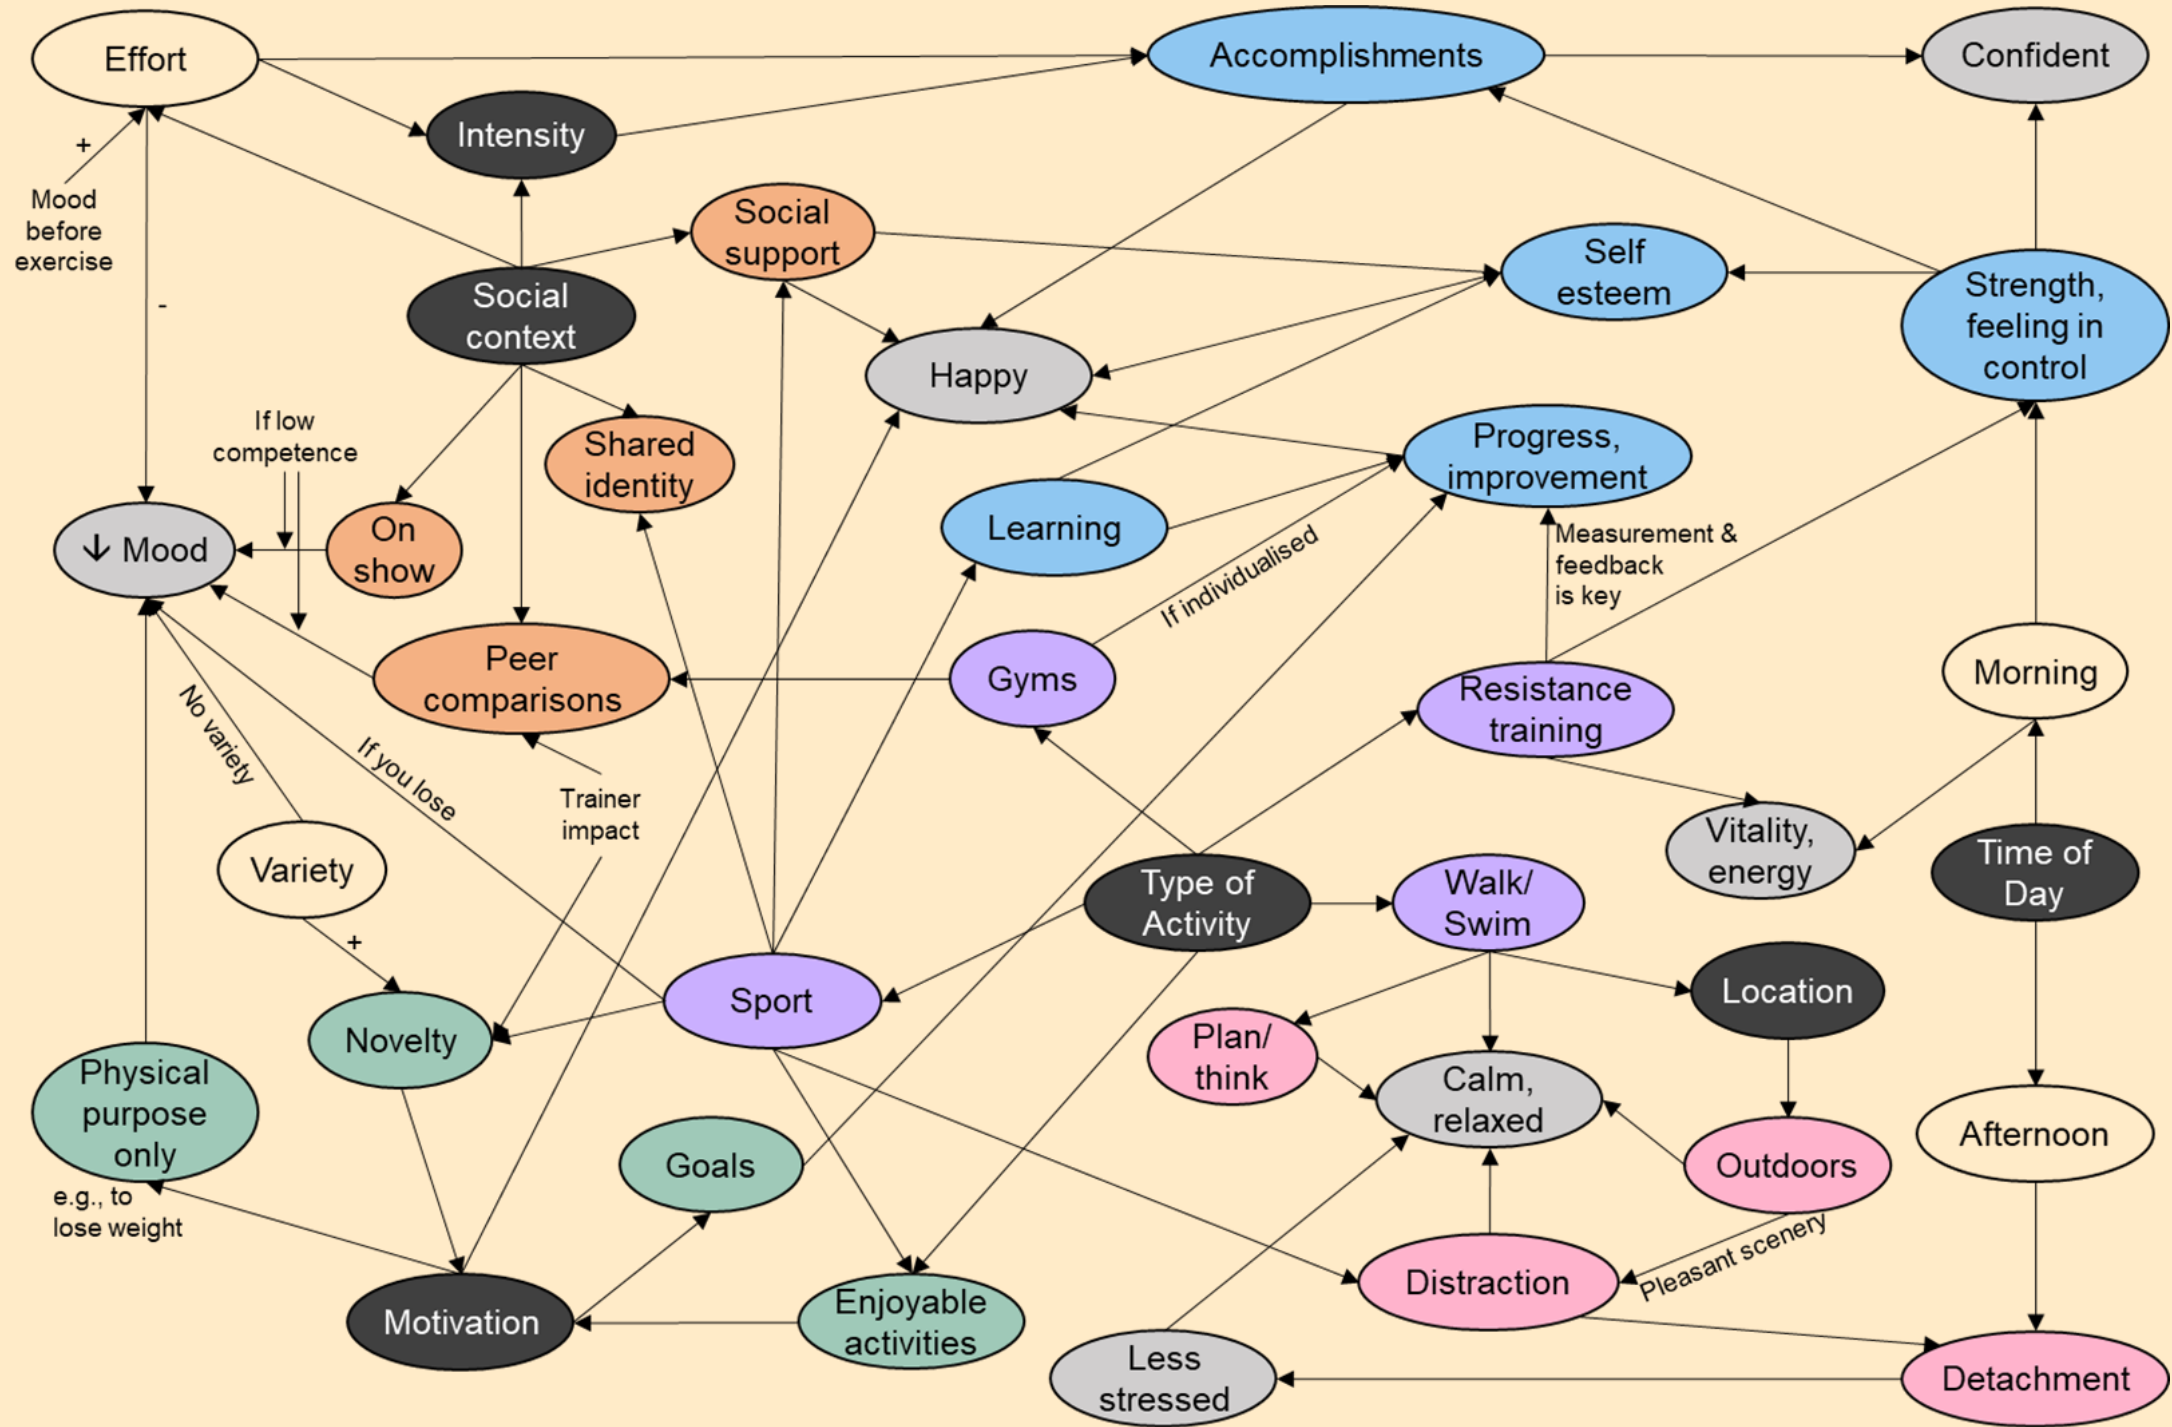 Effort
Accomplishments
Confident
Intensity
+
Mood
before
exercise
Social
support
Self
esteem
Strength,
feeling in
control
-
Social
context
Happy
If low
competence
Shared
identity
Progress,
improvement
Learning
↓ Mood
On
show
Measurement &
feedback
is key
If individualised
Peer
comparisons
Gyms
Resistance
training
Morning
No variety
If you lose
Trainer
impact
Vitality,
energy
Time of
Day
Variety
Type of
Activity
Walk/
Swim
+
Sport
Location
Novelty
Plan/
think
Calm,
relaxed
Physical
purpose
only
Afternoon
Goals
Outdoors
e.g., to
lose weight
Pleasant scenery
Distraction
Motivation
Enjoyable
activities
Less
stressed
Detachment